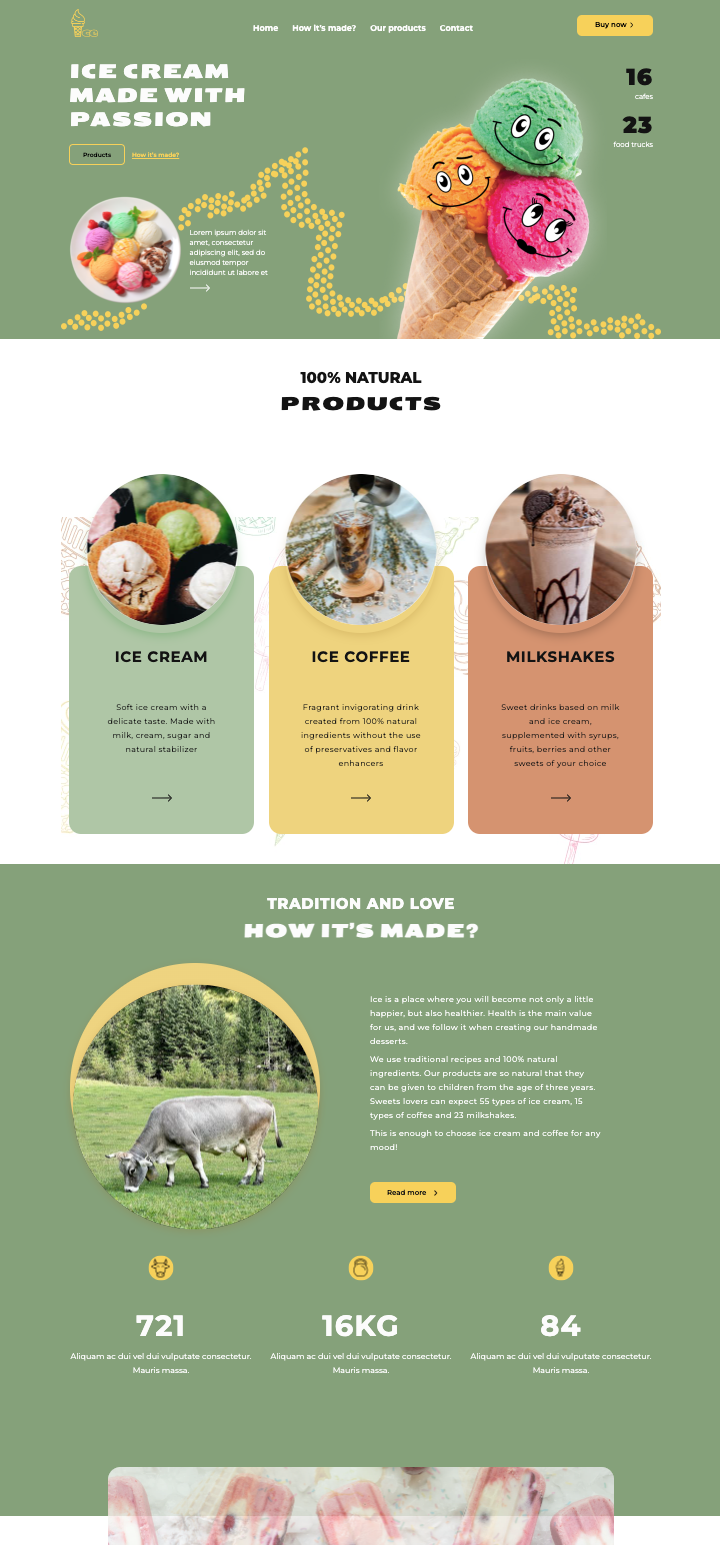 Ice
Home How it's made? Our products Contact
Buy now
ICE CREAM
MADE WITH
PASSION
16
cafes
23
food trucks
Products How it's made?
Lorem ipsum dolor sit
amet, consectetur
adipiscing elit, sed do
eiusmod tempor
incididunt ut labore et
100% NATURAL
PRODUCTS
ICE CREAM
Soft ice cream with a
delicate taste. Made with
milk, cream, sugar and
natural stabilizer
ICE COFFEE
Fragrant invigorating drink
created from 100% natural
ingredients without the use
of preservatives and flavor
enhancers
MILKSHAKES
Sweet drinks based on milk
and ice cream,
supplemented with syrups,
fruits, berries and other
sweets of your choice
TRADITION AND LOVE
HOW IT'S MADE?
Ice is a place where you will become not only a little
happier, but also healthier. Health is the main value
for us, and we follow it when creating our handmade
desserts.
We use traditional recipes and 100% natural
ingredients. Our products are so natural that they
can be given to children from the age of three years.
Sweets lovers can expect 55 types of ice cream, 15
types of coffee and 23 milkshakes.
This is enough to choose ice cream and coffee for any
mood!
Read more
721
Aliquam ac dui vel dui vulputate consectetur.
Mauris massa.
16KG
Aliquam ac dui vel dui vulputate consectetur.
Mauris massa.
84
Aliquam ac dui vel dui vulputate consectetur.
Mauris massa.